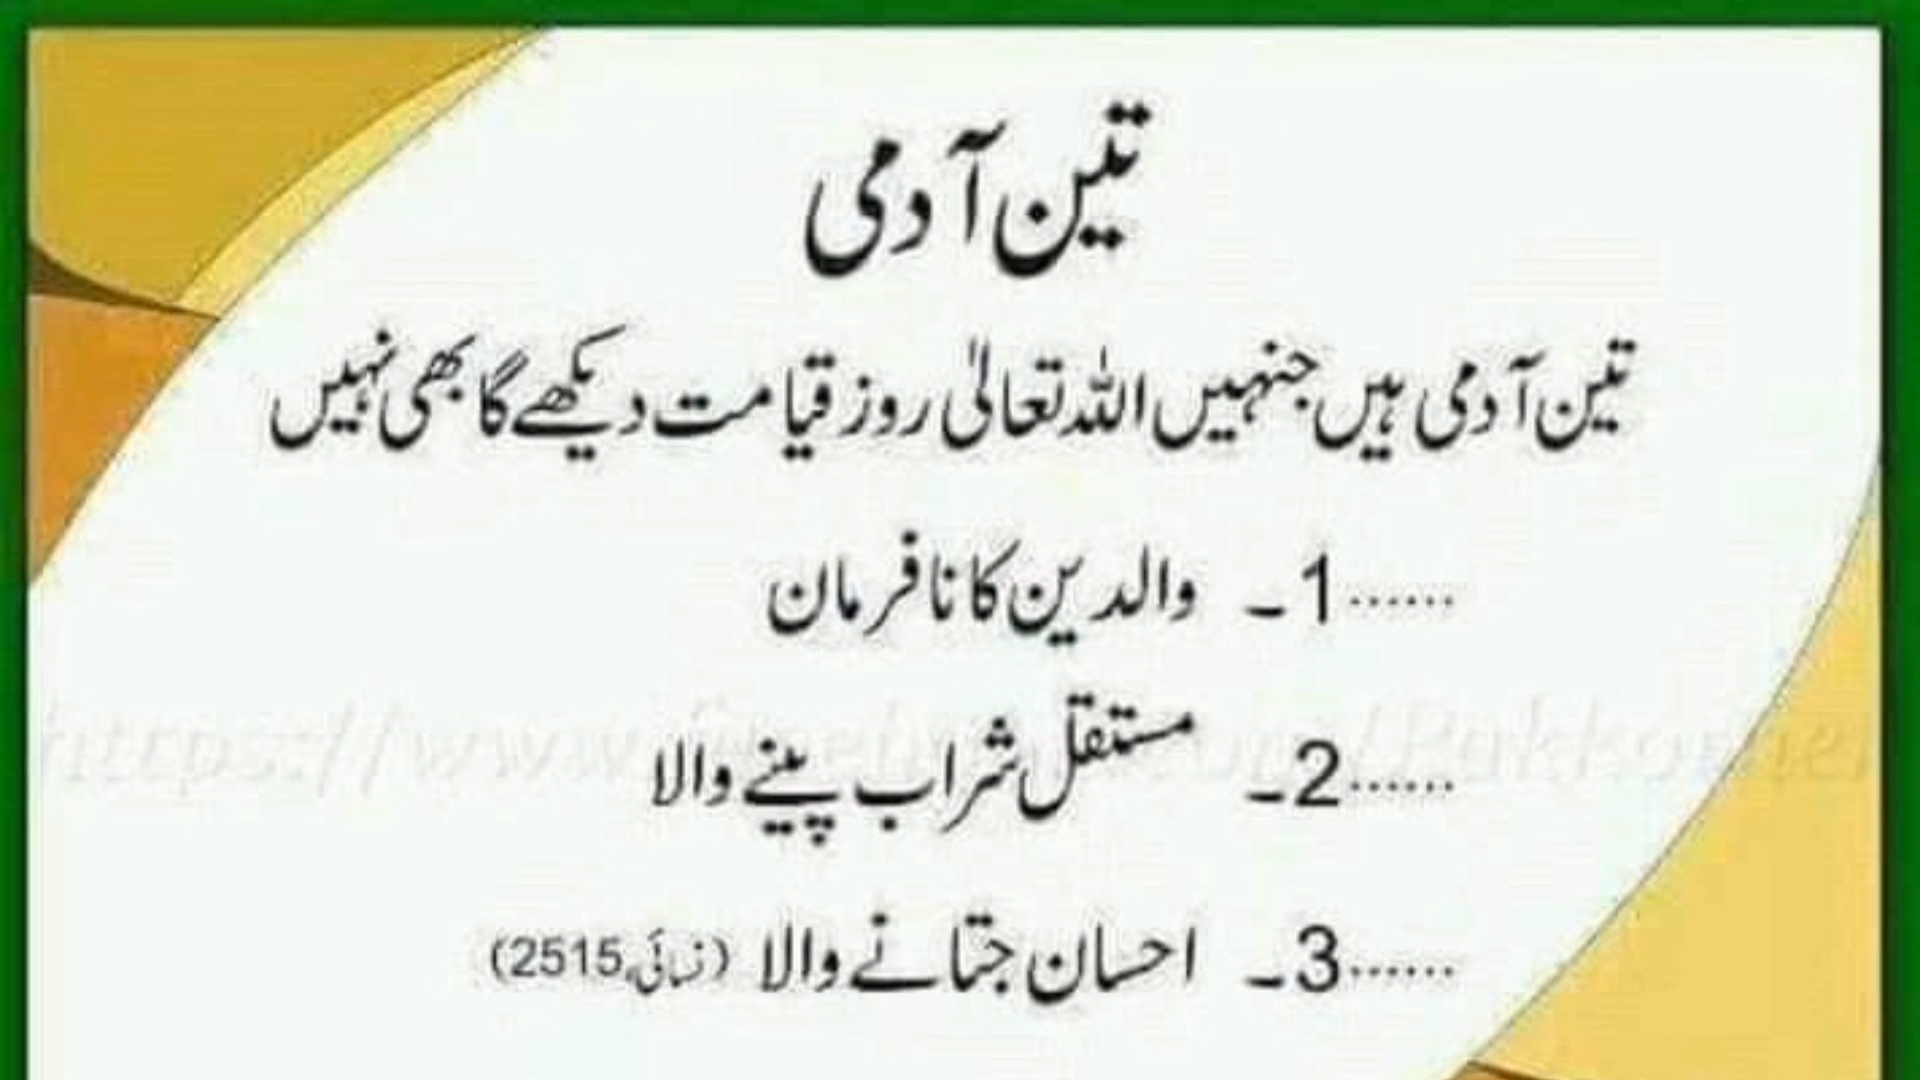 تین آدمی
تین آدمی ہیں جنہیں اللہ تعالیٰ روز قیامت دیکھے گا بھی نہیں
......1۔ والدین کا نافرمان
......2۔ مستقل شراب پینے والا
......3۔ احسان جتانے والا (نسائی،2515)